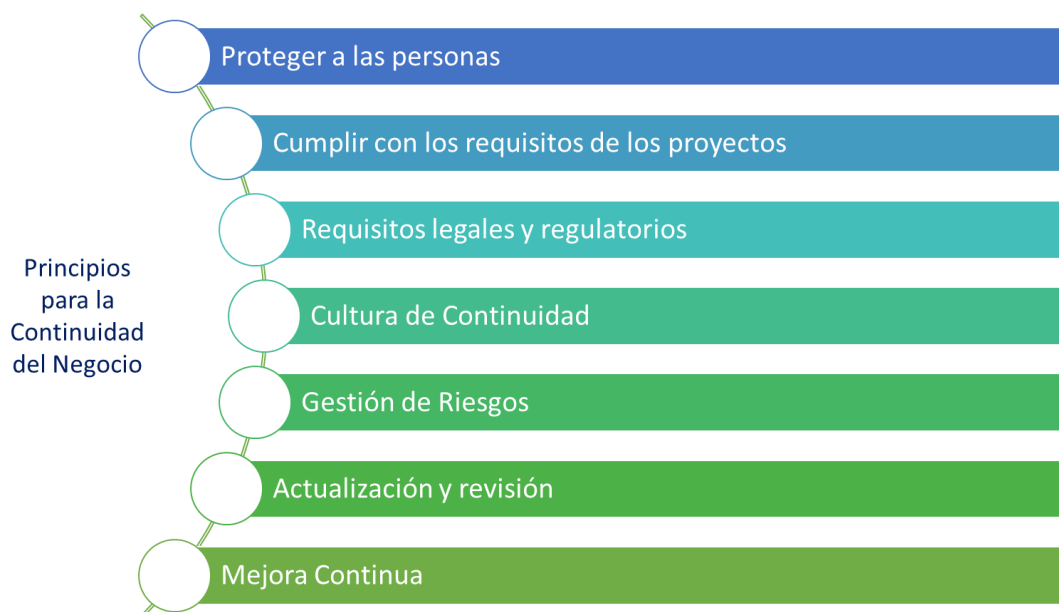 Principios
para la
Continuidad
del Negocio
Proteger a las personas
Cumplir con los requisitos de los proyectos
Requisitos legales y regulatorios
Cultura de Continuidad
Gestión de Riesgos
Actualización y revisión
Mejora Continua